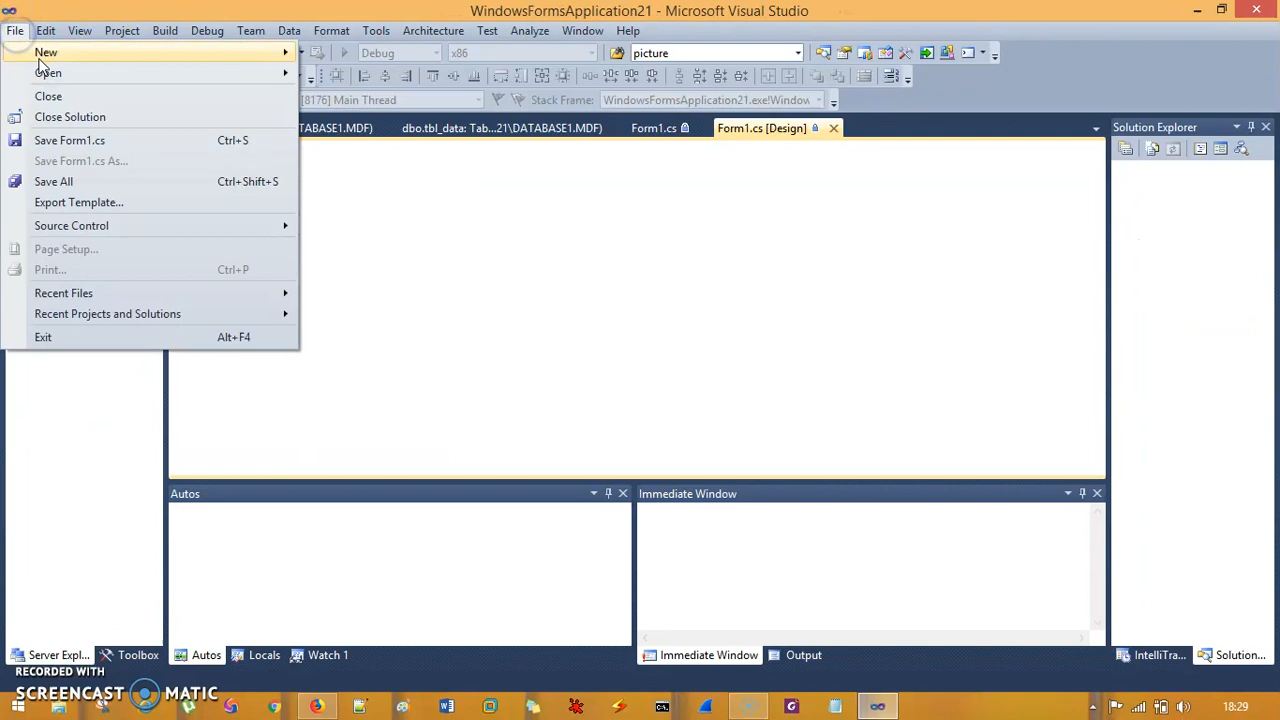 WindowsFormsApplication21 - Microsoft Visual Studio
File Edit View Project Build Debug Team Data Format Tools Architecture Test Analyze Window Help
New
Debug x86 picture
Open
[8176] Main Thread Stack Frame: WindowsFormsApplication21.exe!Window
Close
Close Solution
TABASE1.MDF) dbo.tbl_data: Tab...21\DATABASE1.MDF) Form1.cs Form1.cs [Design] Solution Explorer
Save Form1.cs Ctrl+S
Save Form1.cs As...
Save All Ctrl+Shift+S
Export Template...
Source Control
Page Setup...
Print... Ctrl+P
Recent Files
Recent Projects and Solutions
Exit Alt+F4
Autos Immediate Window
Server Expl... Toolbox Autos Locals Watch 1 Immediate Window Output IntelliTra... Solution...
RECORDED WITH
SCREENCAST MATIC
18:29